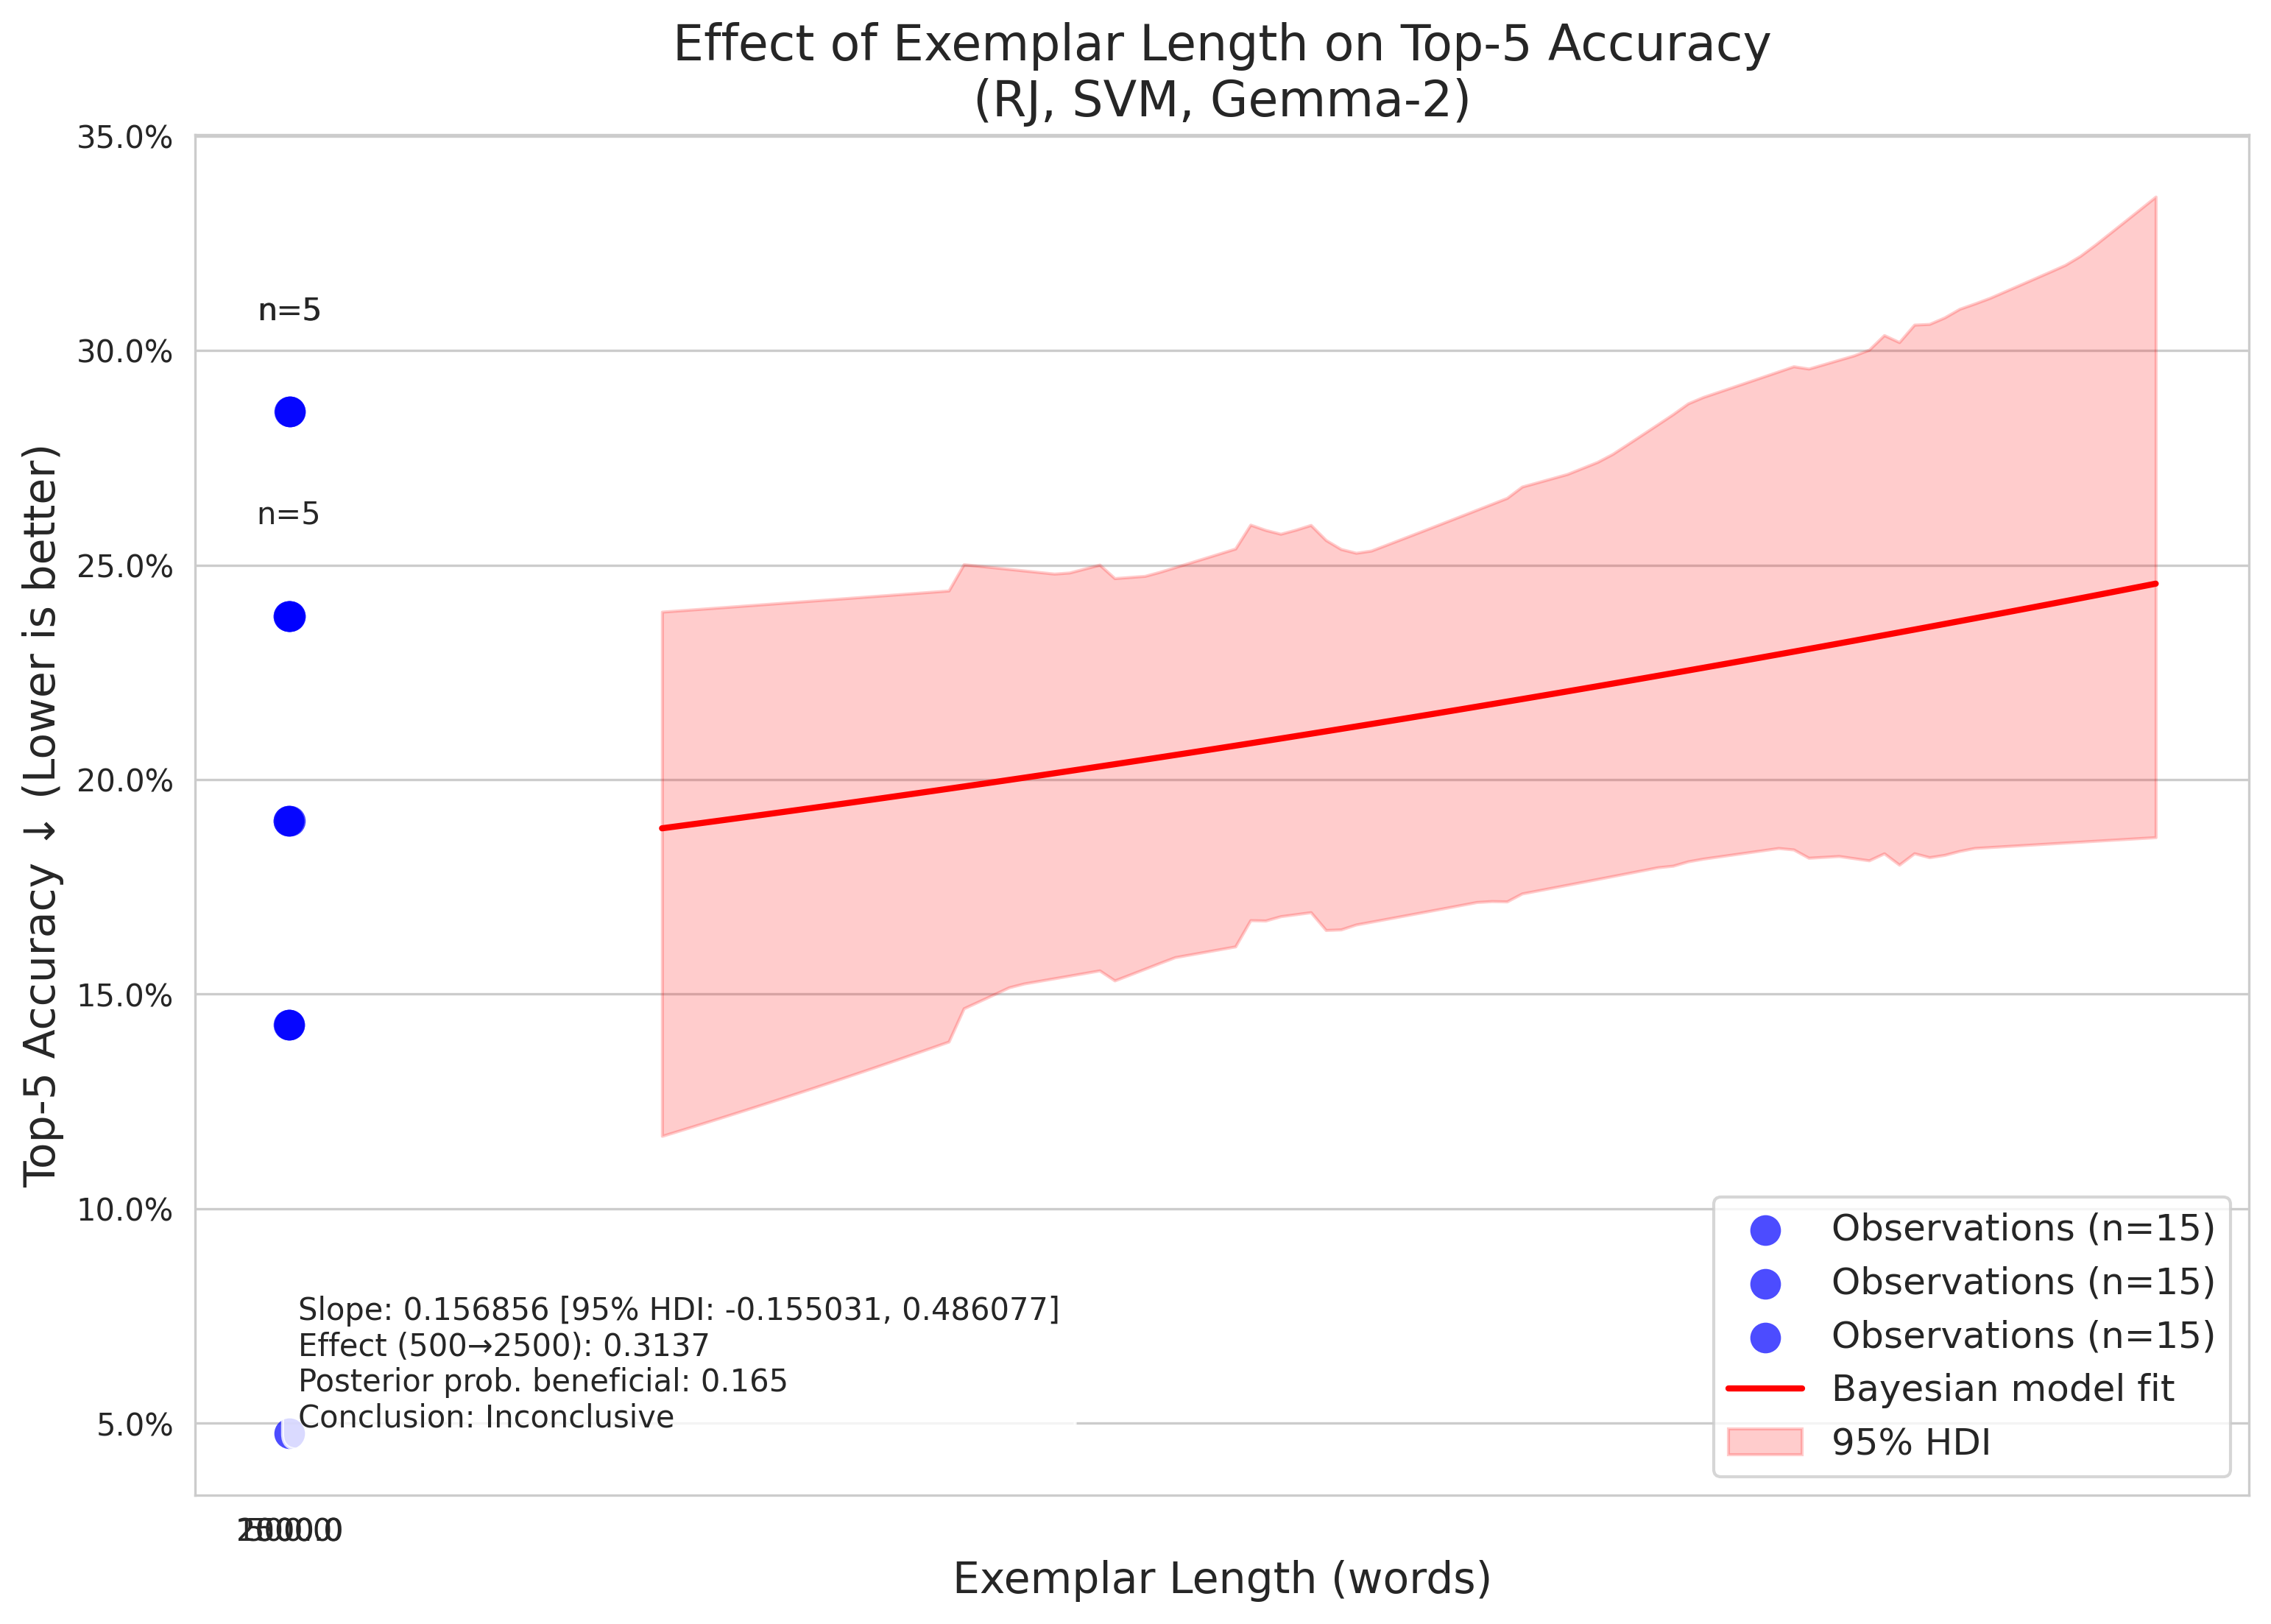 Effect of Exemplar Length on Top-5 Accuracy
(RJ, SVM, Gemma-2)
Top-5 Accuracy ↓ (Lower is better)
35.0%
30.0%
25.0%
20.0%
15.0%
10.0%
5.0%
n=5
n=5
Slope: 0.156856 [95% HDI: -0.155031, 0.486077]
Effect (500→2500): 0.3137
Posterior prob. beneficial: 0.165
Conclusion: Inconclusive
Observations (n=15)
Observations (n=15)
Observations (n=15)
Bayesian model fit
95% HDI
Exemplar Length (words)